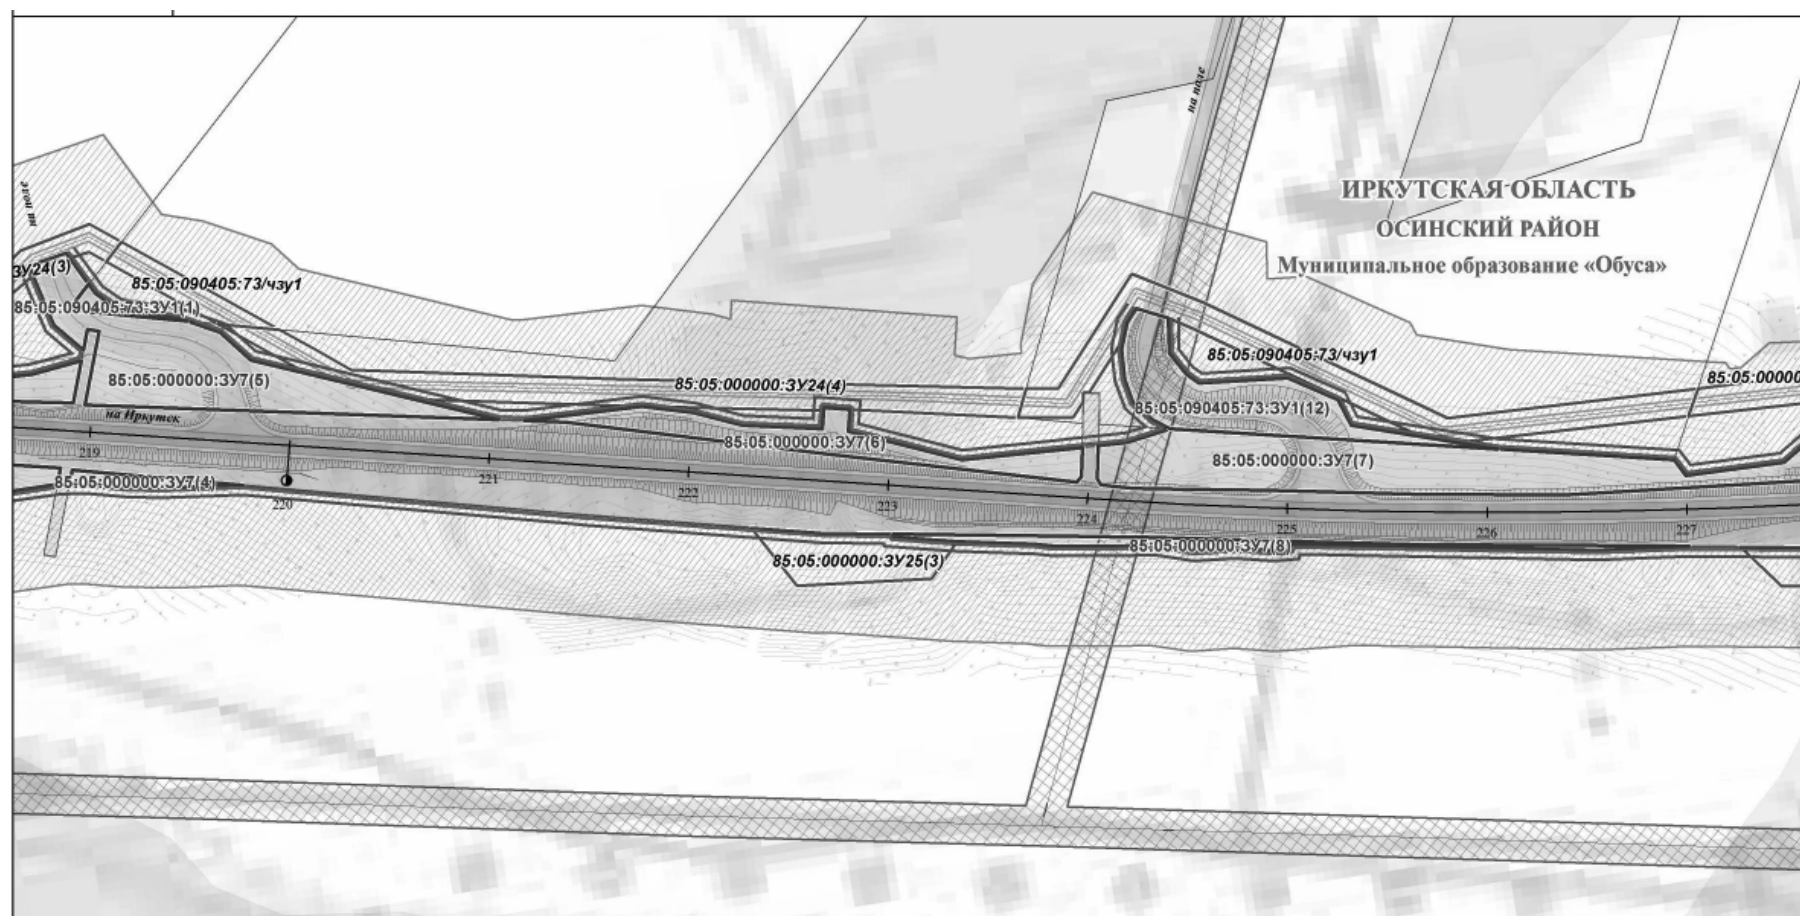 на поле
ИРКУТСКАЯ ОБЛАСТЬ
ОСИНСКИЙ РАЙОН
Муниципальное образование «Обуса»
на поле
ЗУ24(3)
85:05:090405:73/чзу1
85:05:090405:73:ЗУ1(1)
85:05:090405:73/чзу1
85:05:000000:ЗУ7(5)
85:05:000000:ЗУ24(4)
85:05:0000
на Иркутск
85:05:090405:73:ЗУ1(12)
85:05:000000:ЗУ7(6)
85:05:000000:ЗУ7(7)
219
85:05:000000:ЗУ7(4)
220
221
222
223
224
225
226
227
85:05:000000:ЗУ7(8)
85:05:000000:ЗУ25(3)